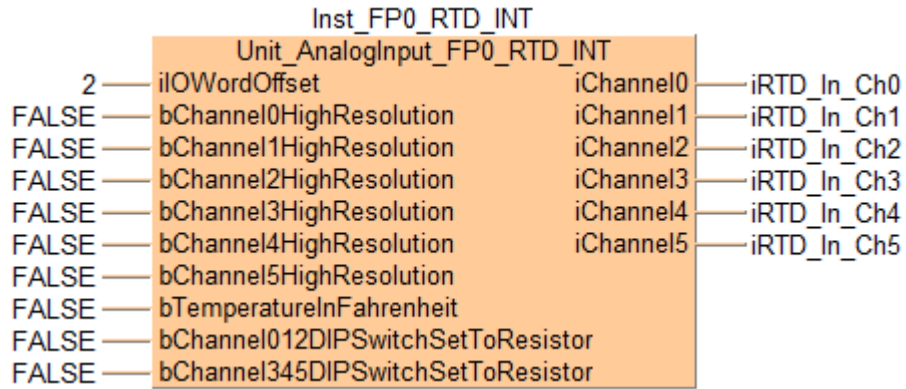 Inst_FP0_RTD_INT
Unit_AnalogInput_FP0_RTD_INT
2 iIOWordOffset iChannel0 iRTD_In_Ch0
FALSE bChannel0HighResolution iChannel1 iRTD_In_Ch1
FALSE bChannel1HighResolution iChannel2 iRTD_In_Ch2
FALSE bChannel2HighResolution iChannel3 iRTD_In_Ch3
FALSE bChannel3HighResolution iChannel4 iRTD_In_Ch4
FALSE bChannel4HighResolution iChannel5 iRTD_In_Ch5
FALSE bChannel5HighResolution
FALSE bTemperatureInFahrenheit
FALSE bChannel012DIPSwitchSetToResistor
FALSE bChannel345DIPSwitchSetToResistor